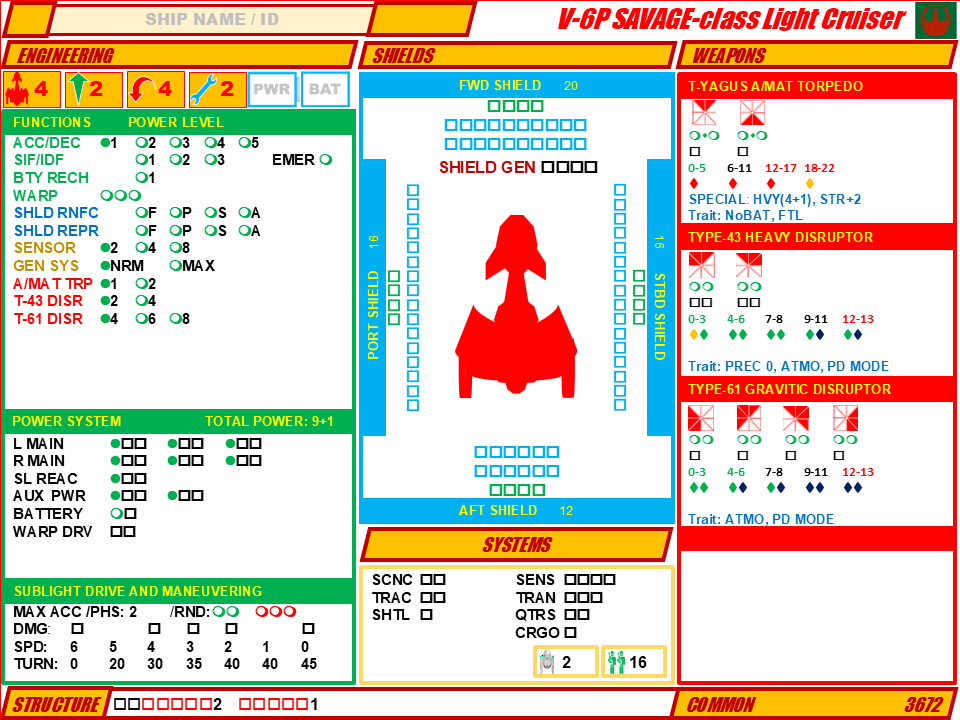 SHIP NAME / ID
V-6P SAVAGE-class Light Cruiser
ENGINEERING
4 2 4 2 PWR BAT
FUNCTIONS POWER LEVEL
ACC/DEC 1 2 3 4 5
SIF/IDF 1 2 3 EMER
BTY RECH 1
WARP
SHLD RNFC F P S A
SHLD REPR F P S A
SENSOR 2 4 8
GEN SYS NRM MAX
A/MAT TRP 1 2
T-43 DISR 2 4
T-61 DISR 4 6 8
POWER SYSTEM TOTAL POWER: 9+1
L MAIN
R MAIN
SL REAC
AUX PWR
BATTERY
WARP DRV
SUBLIGHT DRIVE AND MANEUVERING
MAX ACC /PHS: 2 /RND:
DMG:
SPD: 6 5 4 3 2 1 0
TURN: 0 20 30 35 40 40 45
STRUCTURE 2 1
SHIELDS
FWD SHIELD 20
SHIELD GEN
PORT SHIELD 16
STBD SHIELD 16
AFT SHIELD 12
SYSTEMS
SCNC SENS
TRAC TRAN
SHTL QTRS
CRGO
2 16
WEAPONS
T-YAGUS A/MAT TORPEDO
0-5 6-11 12-17 18-22
SPECIAL: HVY(4+1), STR+2
Trait: NoBAT, FTL
TYPE-43 HEAVY DISRUPTOR
0-3 4-6 7-8 9-11 12-13
Trait: PREC 0, ATMO, PD MODE
TYPE-61 GRAVITIC DISRUPTOR
0-3 4-6 7-8 9-11 12-13
Trait: ATMO, PD MODE
COMMON 3672